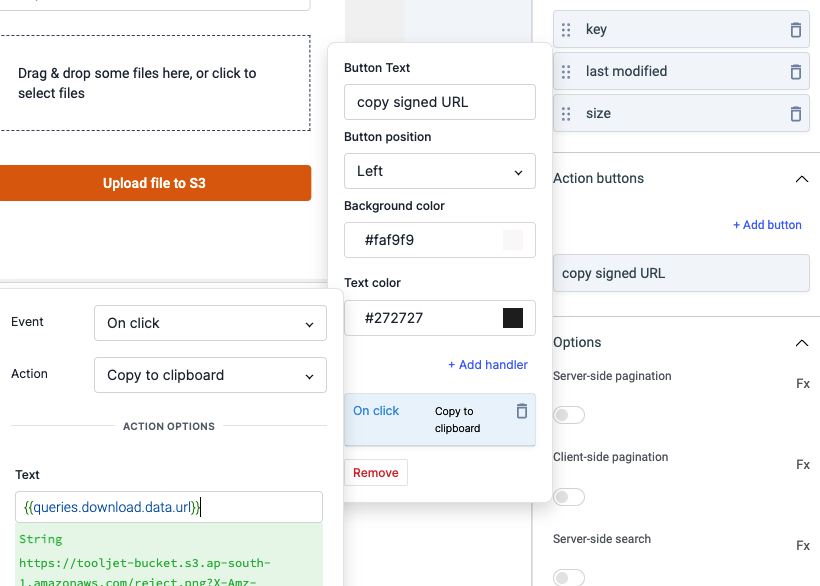 Drag & drop some files here, or click to
select files
Upload file to S3
Event
On click
Action
Copy to clipboard
ACTION OPTIONS
Text
{{queries.download.data.url}}
String
https://tooljet-bucket.s3.ap-south-
1.amazonaws.com/reject.png?X-Amz-
Button Text
copy signed URL
Button position
Left
Background color
#faf9f9
Text color
#272727
+ Add handler
On click
Copy to
clipboard
Remove
key
last modified
size
Action buttons
+ Add button
copy signed URL
Options
Server-side pagination
Fx
Client-side pagination
Fx
Server-side search
Fx